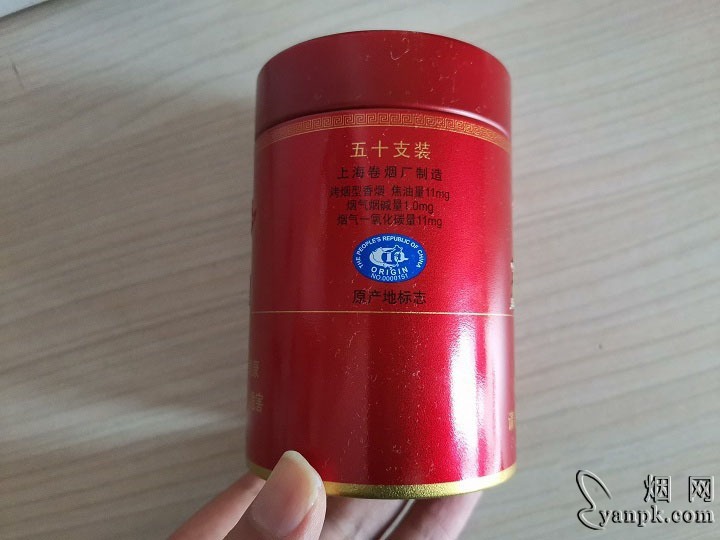 五十支装
上海卷烟厂制造
烤烟型香烟 焦油量11mg
烟气烟碱量1.0mg
烟气一氧化碳量11mg
THE PEOPLE'S REPUBLIC OF CHINA
ORIGIN
NO.0000151
原产地标志
烟网
yanpk.com